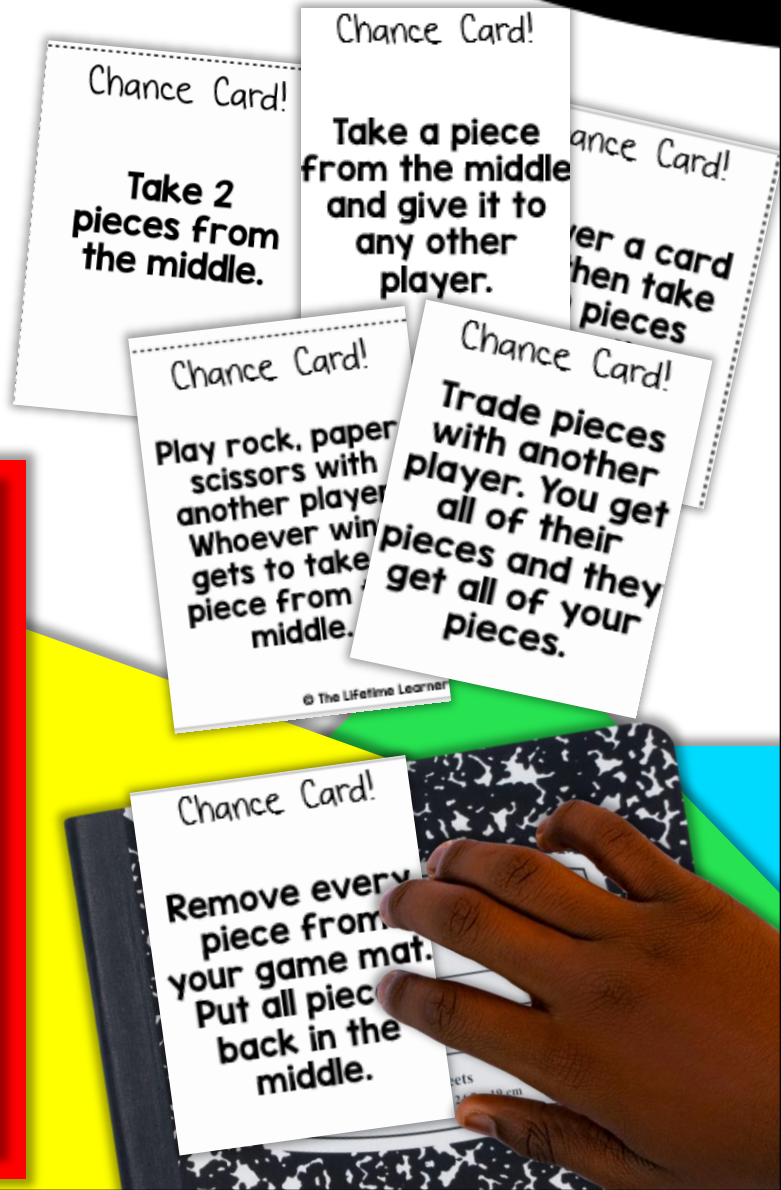 Chance Card!
Take 2
pieces from
the middle.
Chance Card!
Take a piece
from the middle
and give it to
any other
player.
Card!
a card
take
pieces
Chance Card!
Play rock, paper
scissors with
another player
Whoever
gets to take
piece from
middle.
© The Lifetime Learner
Chance Card!
Trade pieces
with another
player. You get
all of their
pieces and they
get all of your
pieces.
Chance Card!
Remove every
piece from
your game mat.
Put all
back in the
middle.
cm